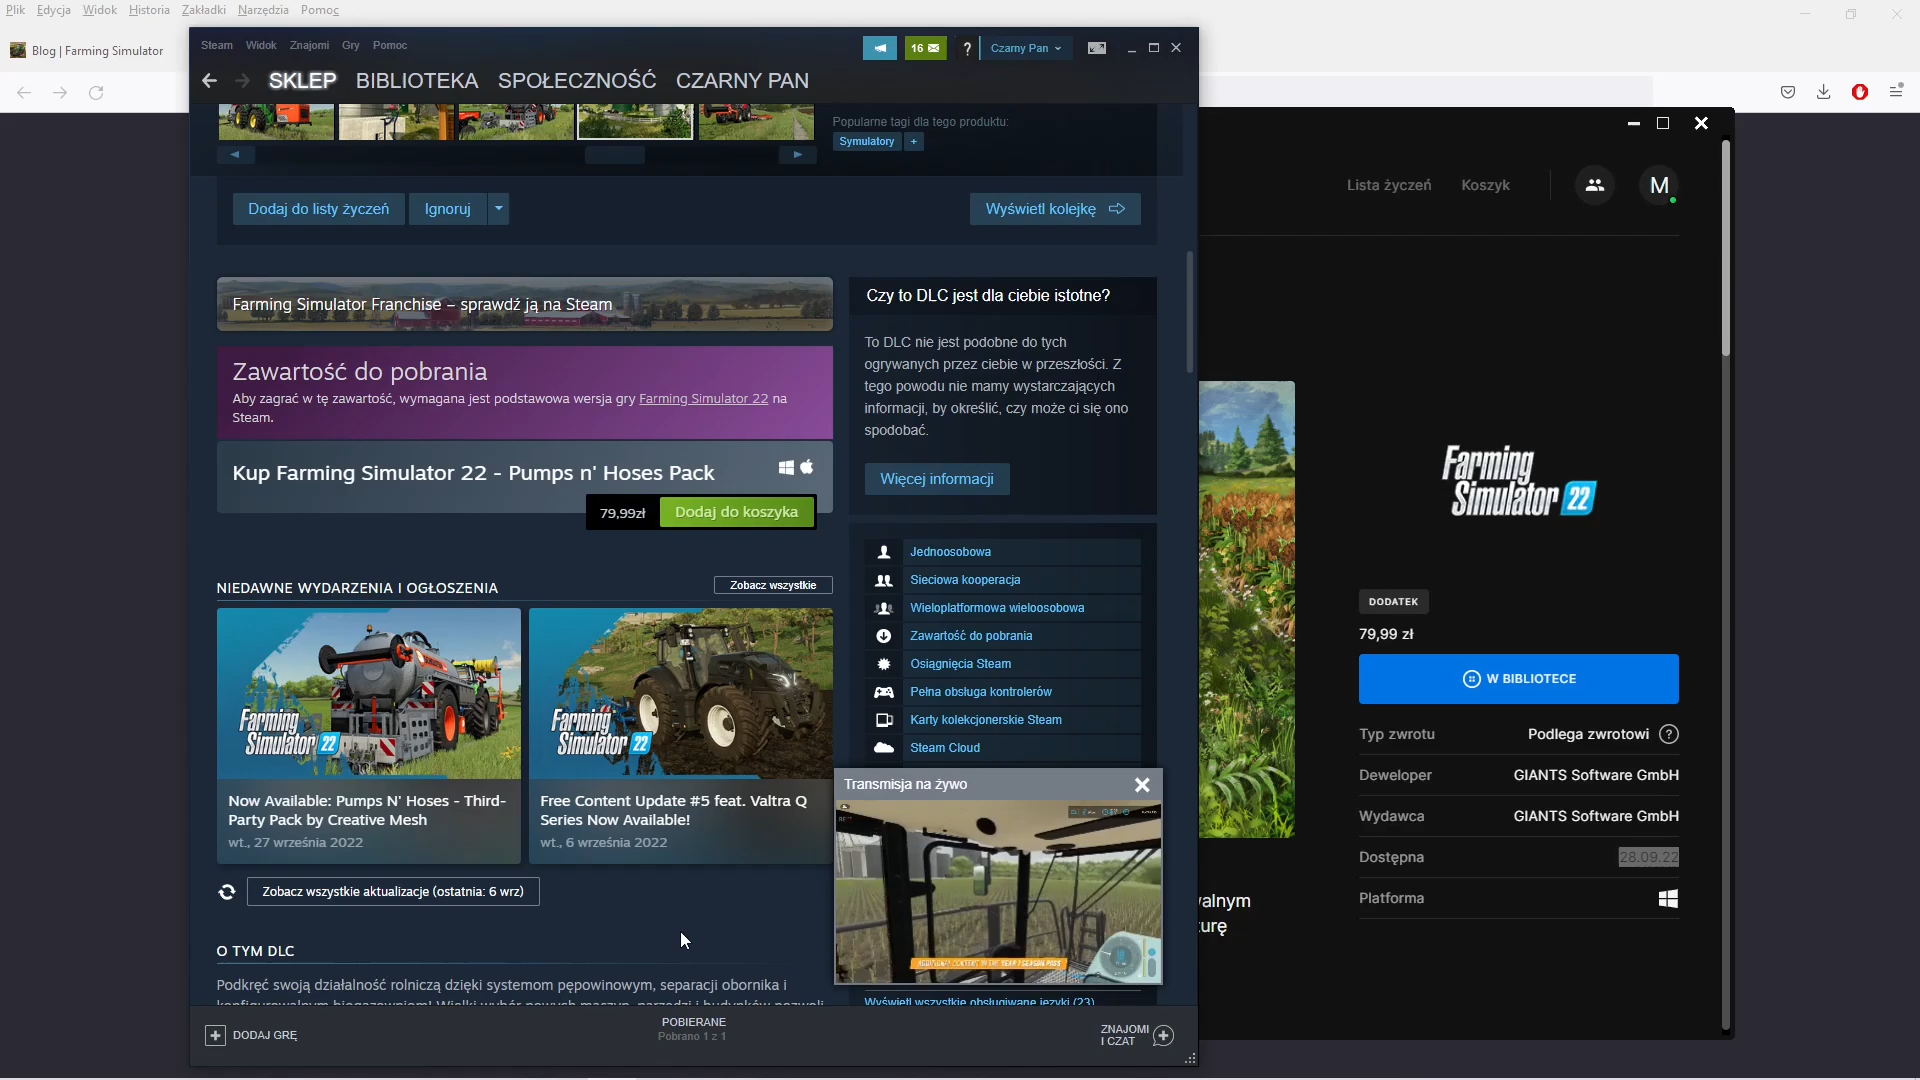 Plik Edycja Widok Historia Zakładki Narzędzia Pomoc
Blog | Farming Simulator
Steam Widok Znajomi Gry Pomoc
16
?
Czarny Pan
SKLEP BIBLIOTEKA SPOŁECZNOŚĆ CZARNY PAN
Popularne tagi dla tego produktu:
Symulatory +
Dodaj do listy życzeń
Ignoruj
Wyświetl kolejkę
Farming Simulator Franchise – sprawdź ją na Steam
Zawartość do pobrania
Aby zagrać w tę zawartość, wymagana jest podstawowa wersja gry Farming Simulator 22 na
Steam.
Kup Farming Simulator 22 - Pumps n' Hoses Pack
79,99zł
Dodaj do koszyka
NIEDAWNE WYDARZENIA I OGŁOSZENIA
Zobacz wszystkie
Farming
Simulator 22
Now Available: Pumps N' Hoses - Third-
Party Pack by Creative Mesh
wt., 27 września 2022
Farming
Simulator 22
Free Content Update #5 feat. Valtra Q
Series Now Available!
wt., 6 września 2022
Zobacz wszystkie aktualizacje (ostatnia: 6 wrz)
O TYM DLC
Podkręć swoją działalność rolniczą dzięki systemom pępowinowym, separacji obornika i
Czy to DLC jest dla ciebie istotne?
To DLC nie jest podobne do tych
ogrywanych przez ciebie w przeszłości. Z
tego powodu nie mamy wystarczających
informacji, by określić, czy może ci się ono
spodobać.
Więcej informacji
Jednoosobowa
Sieciowa kooperacja
Wieloplatformowa wieloosobowa
Zawartość do pobrania
Osiągnięcia Steam
Pełna obsługa kontrolerów
Karty kolekcjonerskie Steam
Steam Cloud
Transmisja na żywo
ADDITIONAL CONTENT IN THE YEAR 1 SEASON PASS
Wyświetl wszystkie obsługiwane języki (23)
DODAJ GRĘ
POBIERANE
Pobrano 1 z 1
ZNAJOMI
I CZAT
Lista życzeń
Koszyk
M
Farming
Simulator 22
DODATEK
79,99 zł
W BIBLIOTECE
Typ zwrotu Podlega zwrotowi ?
Deweloper GIANTS Software GmbH
Wydawca GIANTS Software GmbH
Dostępna 28.09.22
Platforma
alnym
urę